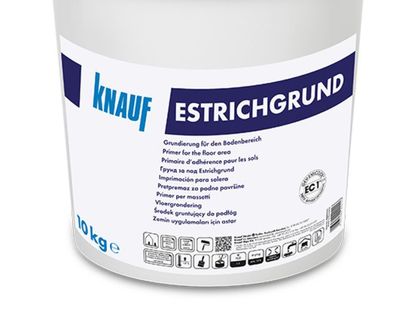 KNAUF
ESTRICHGRUND
Grundierung für den Bodenbereich
Primer for the floor area
Primaire d'adhérence pour les sols
Грунд за под Estrichgrund
Imprimación para solera
Pretpremaz za podne površine
Primer per massetti
Vloergrondering
Środek gruntujący do podłóg
Zemin uygulamaları için astar
EC1
10 kg e